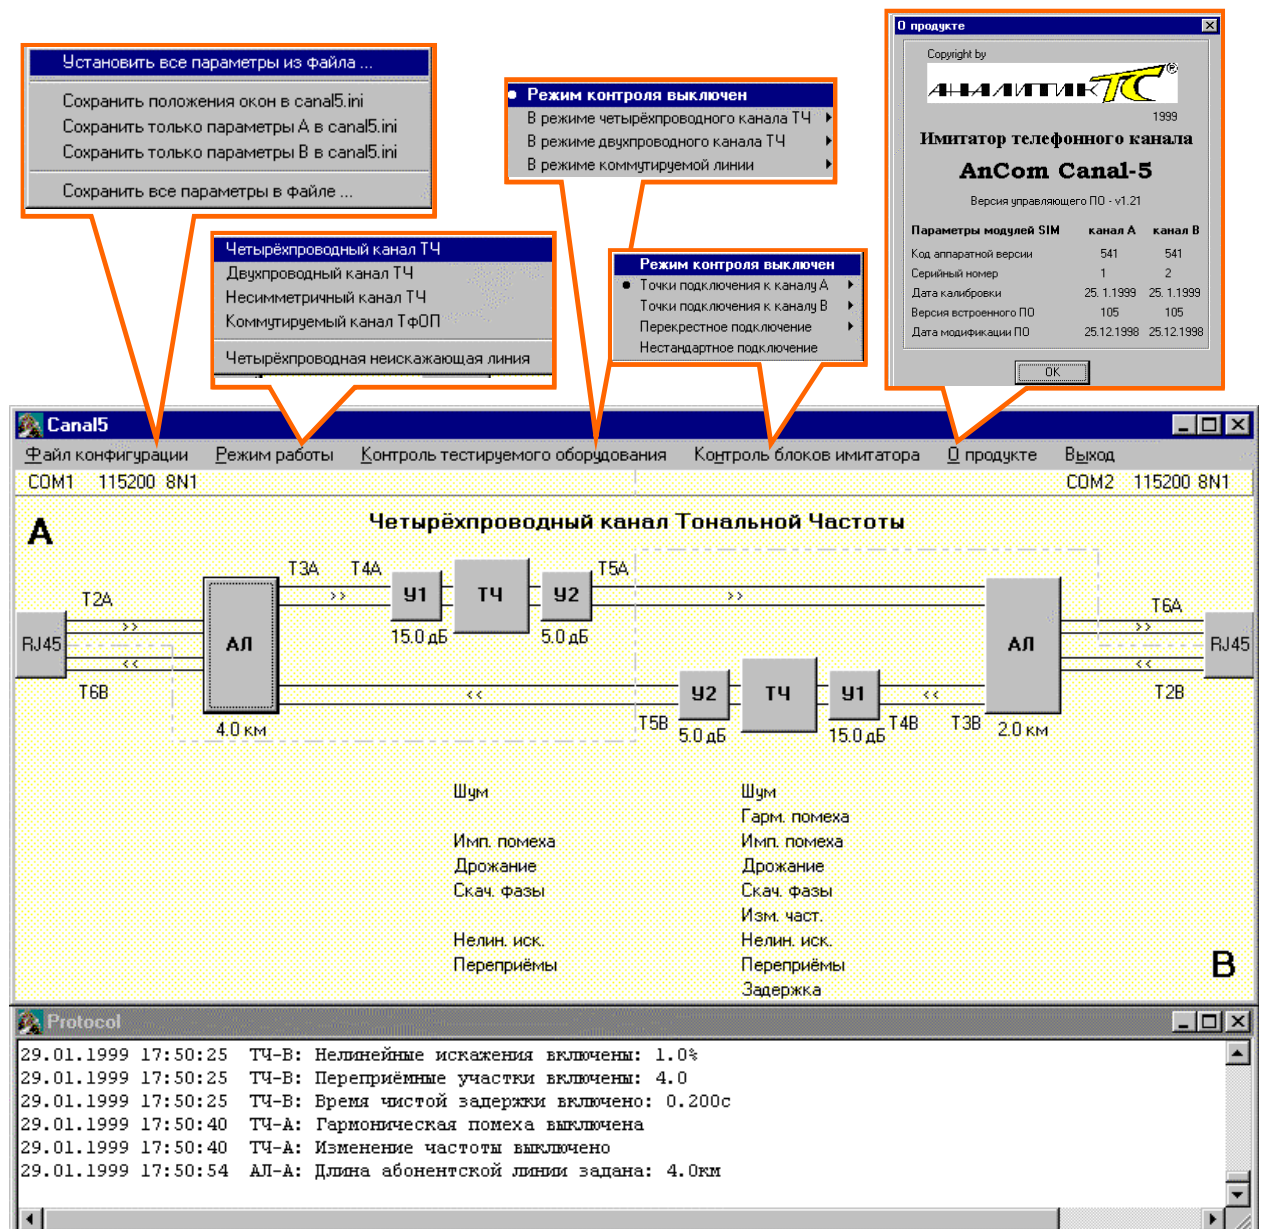 О продукте
Copyright by
АНАЛИТИК ТС ®
1999
Имитатор телефонного канала
AnCom Canal-5
Версия управляющего ПО - v1.21
Параметры модулей SIM канал A канал B
Код аппаратной версии 541 541
Серийный номер 1 2
Дата калибровки 25. 1.1999 25. 1.1999
Версия встроенного ПО 105 105
Дата модификации ПО 25.12.1998 25.12.1998
OK
Установить все параметры из файла ...
Сохранить положения окон в canal5.ini
Сохранить только параметры A в canal5.ini
Сохранить только параметры B в canal5.ini
Сохранить все параметры в файле ...
Режим контроля выключен
В режиме четырёхпроводного канала ТЧ
В режиме двухпроводного канала ТЧ
В режиме коммутируемой линии
Четырёхпроводный канал ТЧ
Двухпроводный канал ТЧ
Несимметричный канал ТЧ
Коммутируемый канал ТфОП
Четырёхпроводная неискажающая линия
Режим контроля выключен
Точки подключения к каналу A
Точки подключения к каналу B
Перекрестное подключение
Нестандартное подключение
Canal5
Файл конфигурации Режим работы Контроль тестируемого оборудования Контроль блоков имитатора О продукте Выход
COM1 115200 8N1 COM2 115200 8N1
Четырёхпроводный канал Тональной Частоты
A
T3A T4A T5A
У1 ТЧ У2
T2A T6A
>> >>
15.0 дБ 5.0 дБ
>> >>
RJ45 АЛ АЛ RJ45
<< <<
T6B T2B
<< У2 ТЧ У1 <<
T5B T4B T3B
4.0 км 5.0 дБ 15.0 дБ 2.0 км
Шум Шум
Гарм. помеха
Имп. помеха Имп. помеха
Дрожание Дрожание
Скач. фазы Скач. фазы
Изм. част.
Нелин. иск. Нелин. иск.
Переприёмы Переприёмы
Задержка
B
Protocol
29.01.1999 17:50:25 ТЧ-B: Нелинейные искажения включены: 1.0%
29.01.1999 17:50:25 ТЧ-B: Переприёмные участки включены: 4.0
29.01.1999 17:50:25 ТЧ-B: Время чистой задержки включено: 0.200с
29.01.1999 17:50:40 ТЧ-A: Гармоническая помеха выключена
29.01.1999 17:50:40 ТЧ-A: Изменение частоты выключено
29.01.1999 17:50:54 АЛ-A: Длина абонентской линии задана: 4.0км